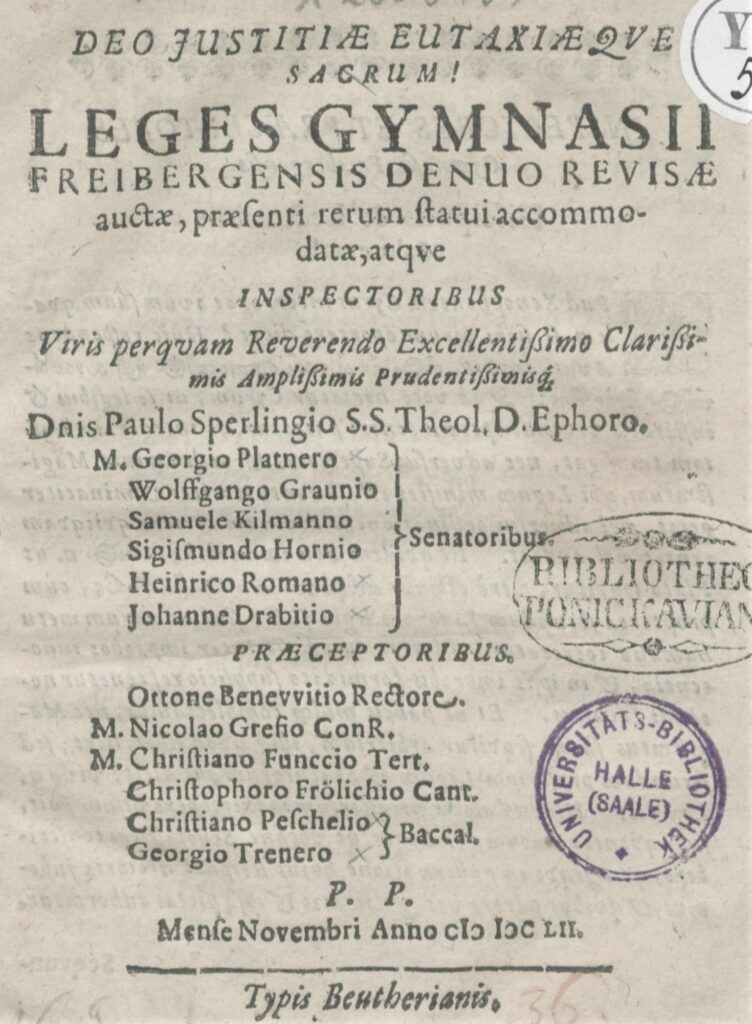 DEO JUSTITIÆ EUTAXIÆQVE
SACRUM!
LEGES GYMNASII
FREIBERGENSIS DENUO REVISÆ
auctæ, præſenti rerum ſtatui accommo-
datæ, atqve
INSPECTORIBUS
Viris perqvam Reverendo Excellentißimo Clarißi-
mis Amplißimis Prudentißimisq́;
Dnis Paulo Sperlingio S.S. Theol. D. Ephoro.
M. Georgio Platnero
Wolffgango Graunio
Samuele Kilmanno
Sigiſmundo Hornio
Heinrico Romano
Johanne Drabitio
Senatoribus.
PRÆCEPTORIBUS.
Ottone Benevvitio Rectore.
M. Nicolao Greſio ConR.
M. Chriſtiano Funccio Tert.
Chriſtophoro Frölichio Cant.
Chriſtiano Peſchelio
Georgio Trenero
Baccal.
P. P.
Menſe Novembri Anno cIↄ Iↄc LII.
Typis Beutherianis.
36.
Y
5
BIBLIOTHEC
PONICKAVIAN
UNIVERSITÄTS-BIBLIOTHEK
HALLE
(SAALE)